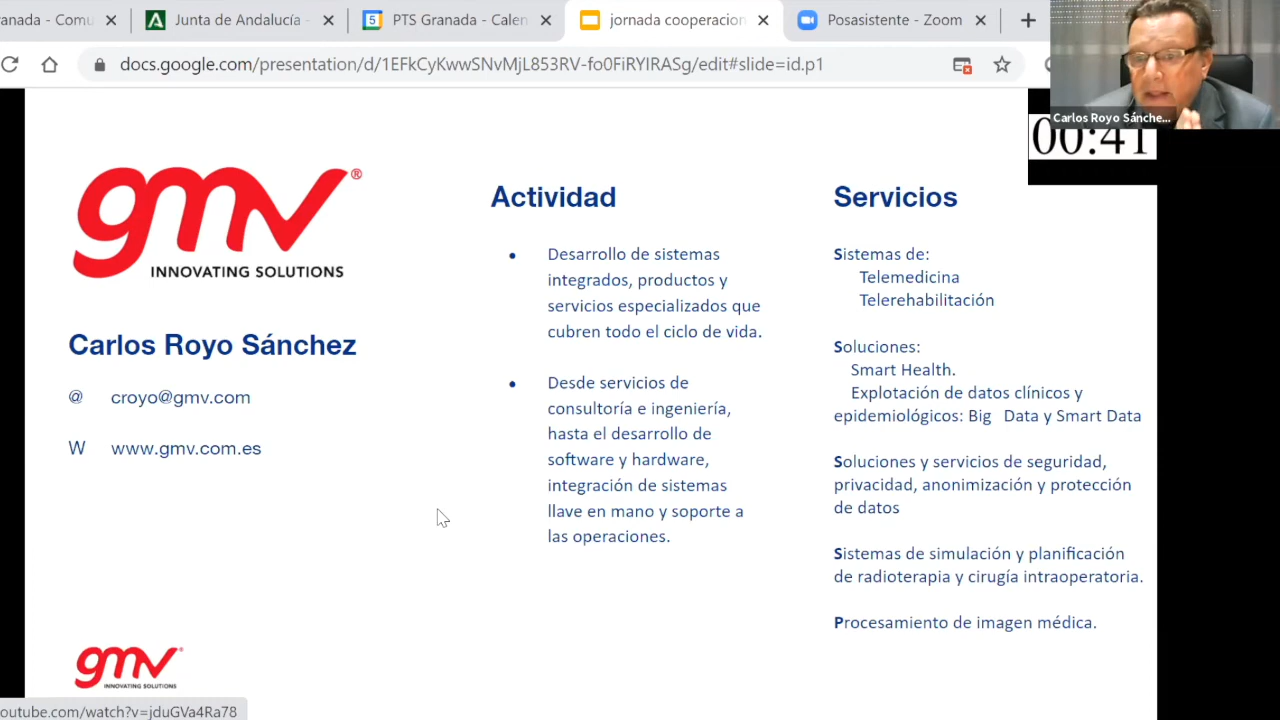 anada - Comu
Junta de Andalucía -
5
PTS Granada - Calen
jornada cooperacion
Posasistente - Zoom
docs.google.com/presentation/d/1EFkCyKwwSNvMjL853RV-fo0FiRYIRASg/edit#slide=id.p1
Carlos Royo Sánche...
00:41
gmv®
INNOVATING SOLUTIONS
Carlos Royo Sánchez
@ croyo@gmv.com
W www.gmv.com.es
Actividad
• Desarrollo de sistemas
integrados, productos y
servicios especializados que
cubren todo el ciclo de vida.
• Desde servicios de
consultoría e ingeniería,
hasta el desarrollo de
software y hardware,
integración de sistemas
llave en mano y soporte a
las operaciones.
Servicios
Sistemas de:
Telemedicina
Telerehabilitación
Soluciones:
Smart Health.
Explotación de datos clínicos y
epidemiológicos: Big Data y Smart Data
Soluciones y servicios de seguridad,
privacidad, anonimización y protección
de datos
Sistemas de simulación y planificación
de radioterapia y cirugía intraoperatoria.
Procesamiento de imagen médica.
gmv®
INNOVATING SOLUTIONS
outube.com/watch?v=jduGVa4Ra78